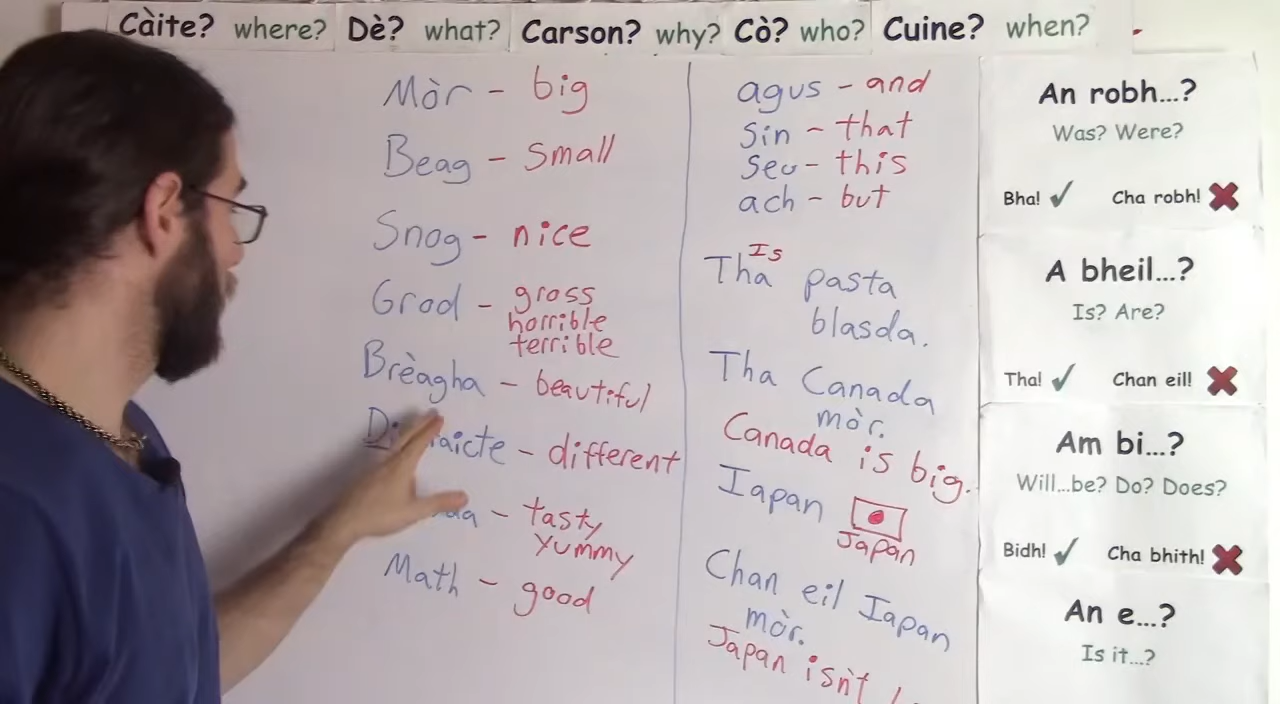 Càite? where? Dè? what? Carson? why? Cò? who? Cuine? when?
Mòr - big
Beag - small
Snog - nice
Grod - gross
horrible
terrible
Brèagha - beautiful
aicte - different
da - tasty
yummy
Math - good
agus - and
Sin - that
Seo - this
ach - but
Is
Tha pasta
blasda.
Tha Canada
mòr.
Canada is big.
Iapan
Japan
Chan eil Iapan
mòr.
Japan isn't
An robh...?
Was? Were?
Bha! Cha robh!
A bheil...?
Is? Are?
Tha! Chan eil!
Am bi...?
Will...be? Do? Does?
Bidh! Cha bhith!
An e...?
Is it...?